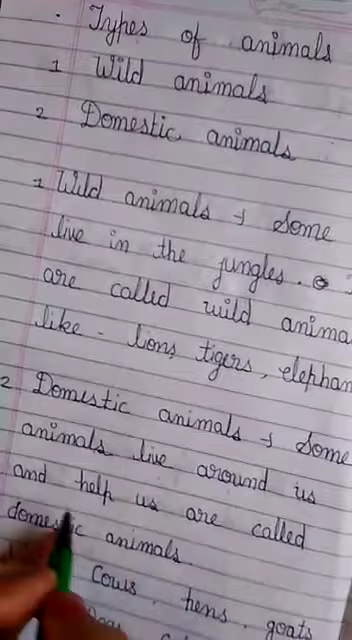 Types of animals
1 Wild animals
2 Domestic animals
1 Wild animals → Some
live in the jungles.
are called wild anima
like - lions, tigers, elephan
2 Domestic animals → Some
animals live around us
and help us are called
domestic animals.
Cows, hens, goats